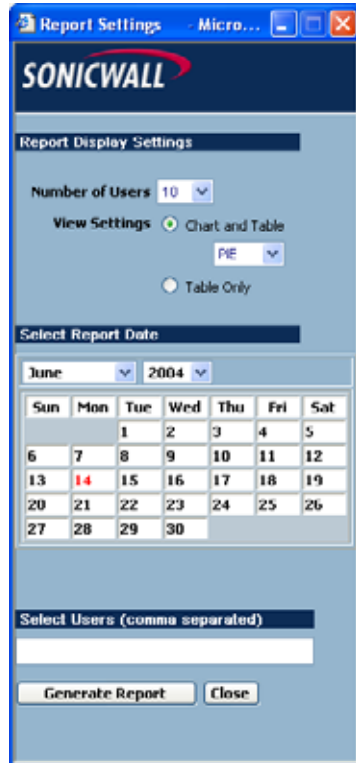 Report Settings - Micro...
SONICWALL
Report Display Settings
Number of Users 10
View Settings Chart and Table
PIE
Table Only
Select Report Date
June 2004
Sun Mon Tue Wed Thu Fri Sat
1 2 3 4 5
6 7 8 9 10 11 12
13 14 15 16 17 18 19
20 21 22 23 24 25 26
27 28 29 30
Select Users (comma separated)
Generate Report Close